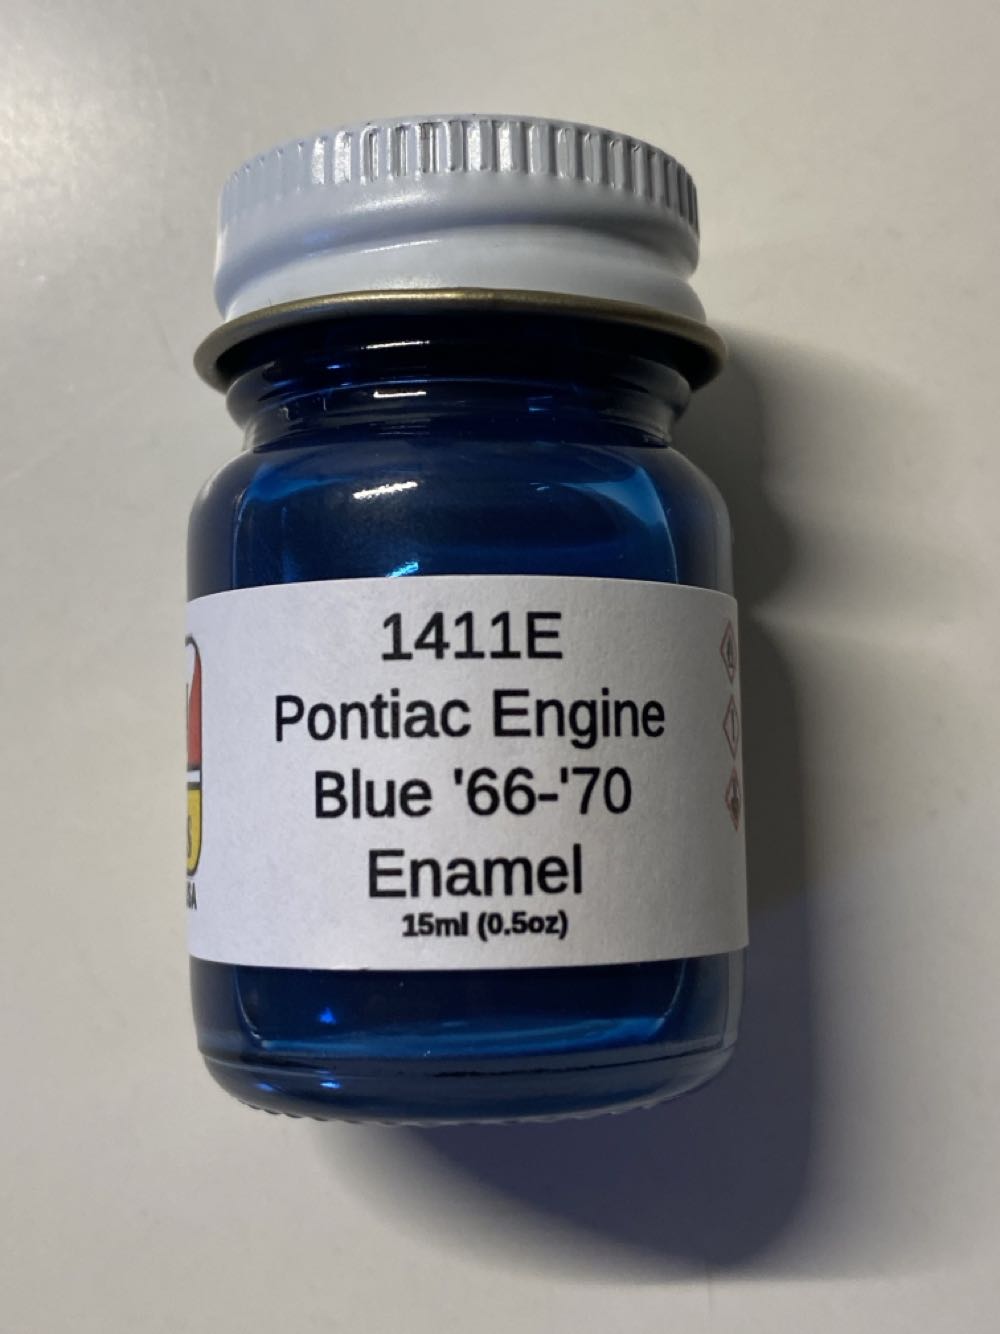 1411E
Pontiac Engine
Blue '66-'70
Enamel
15ml (0.5oz)